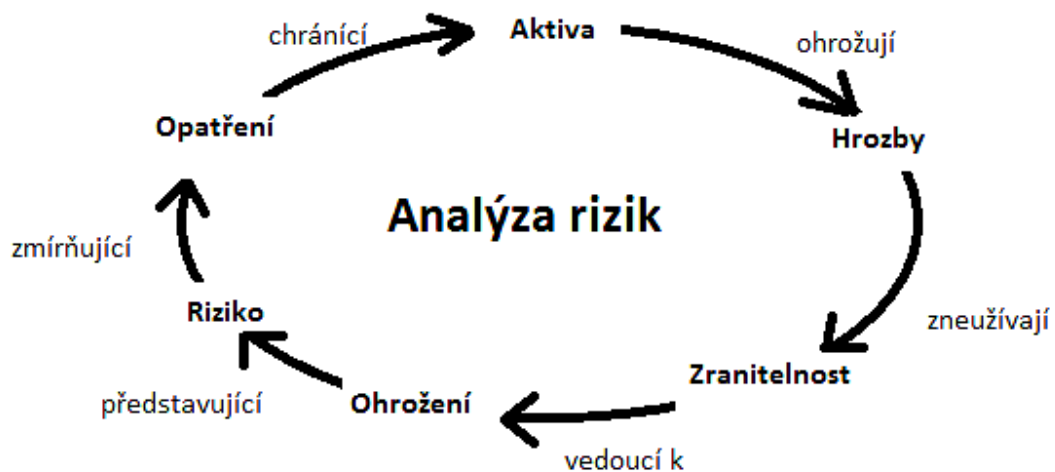 chránící
Aktiva
ohrožují
Opatření
Hrozby
Analýza rizik
zmírňující
Riziko
zneužívají
Zranitelnost
představující
Ohrožení
vedoucí k